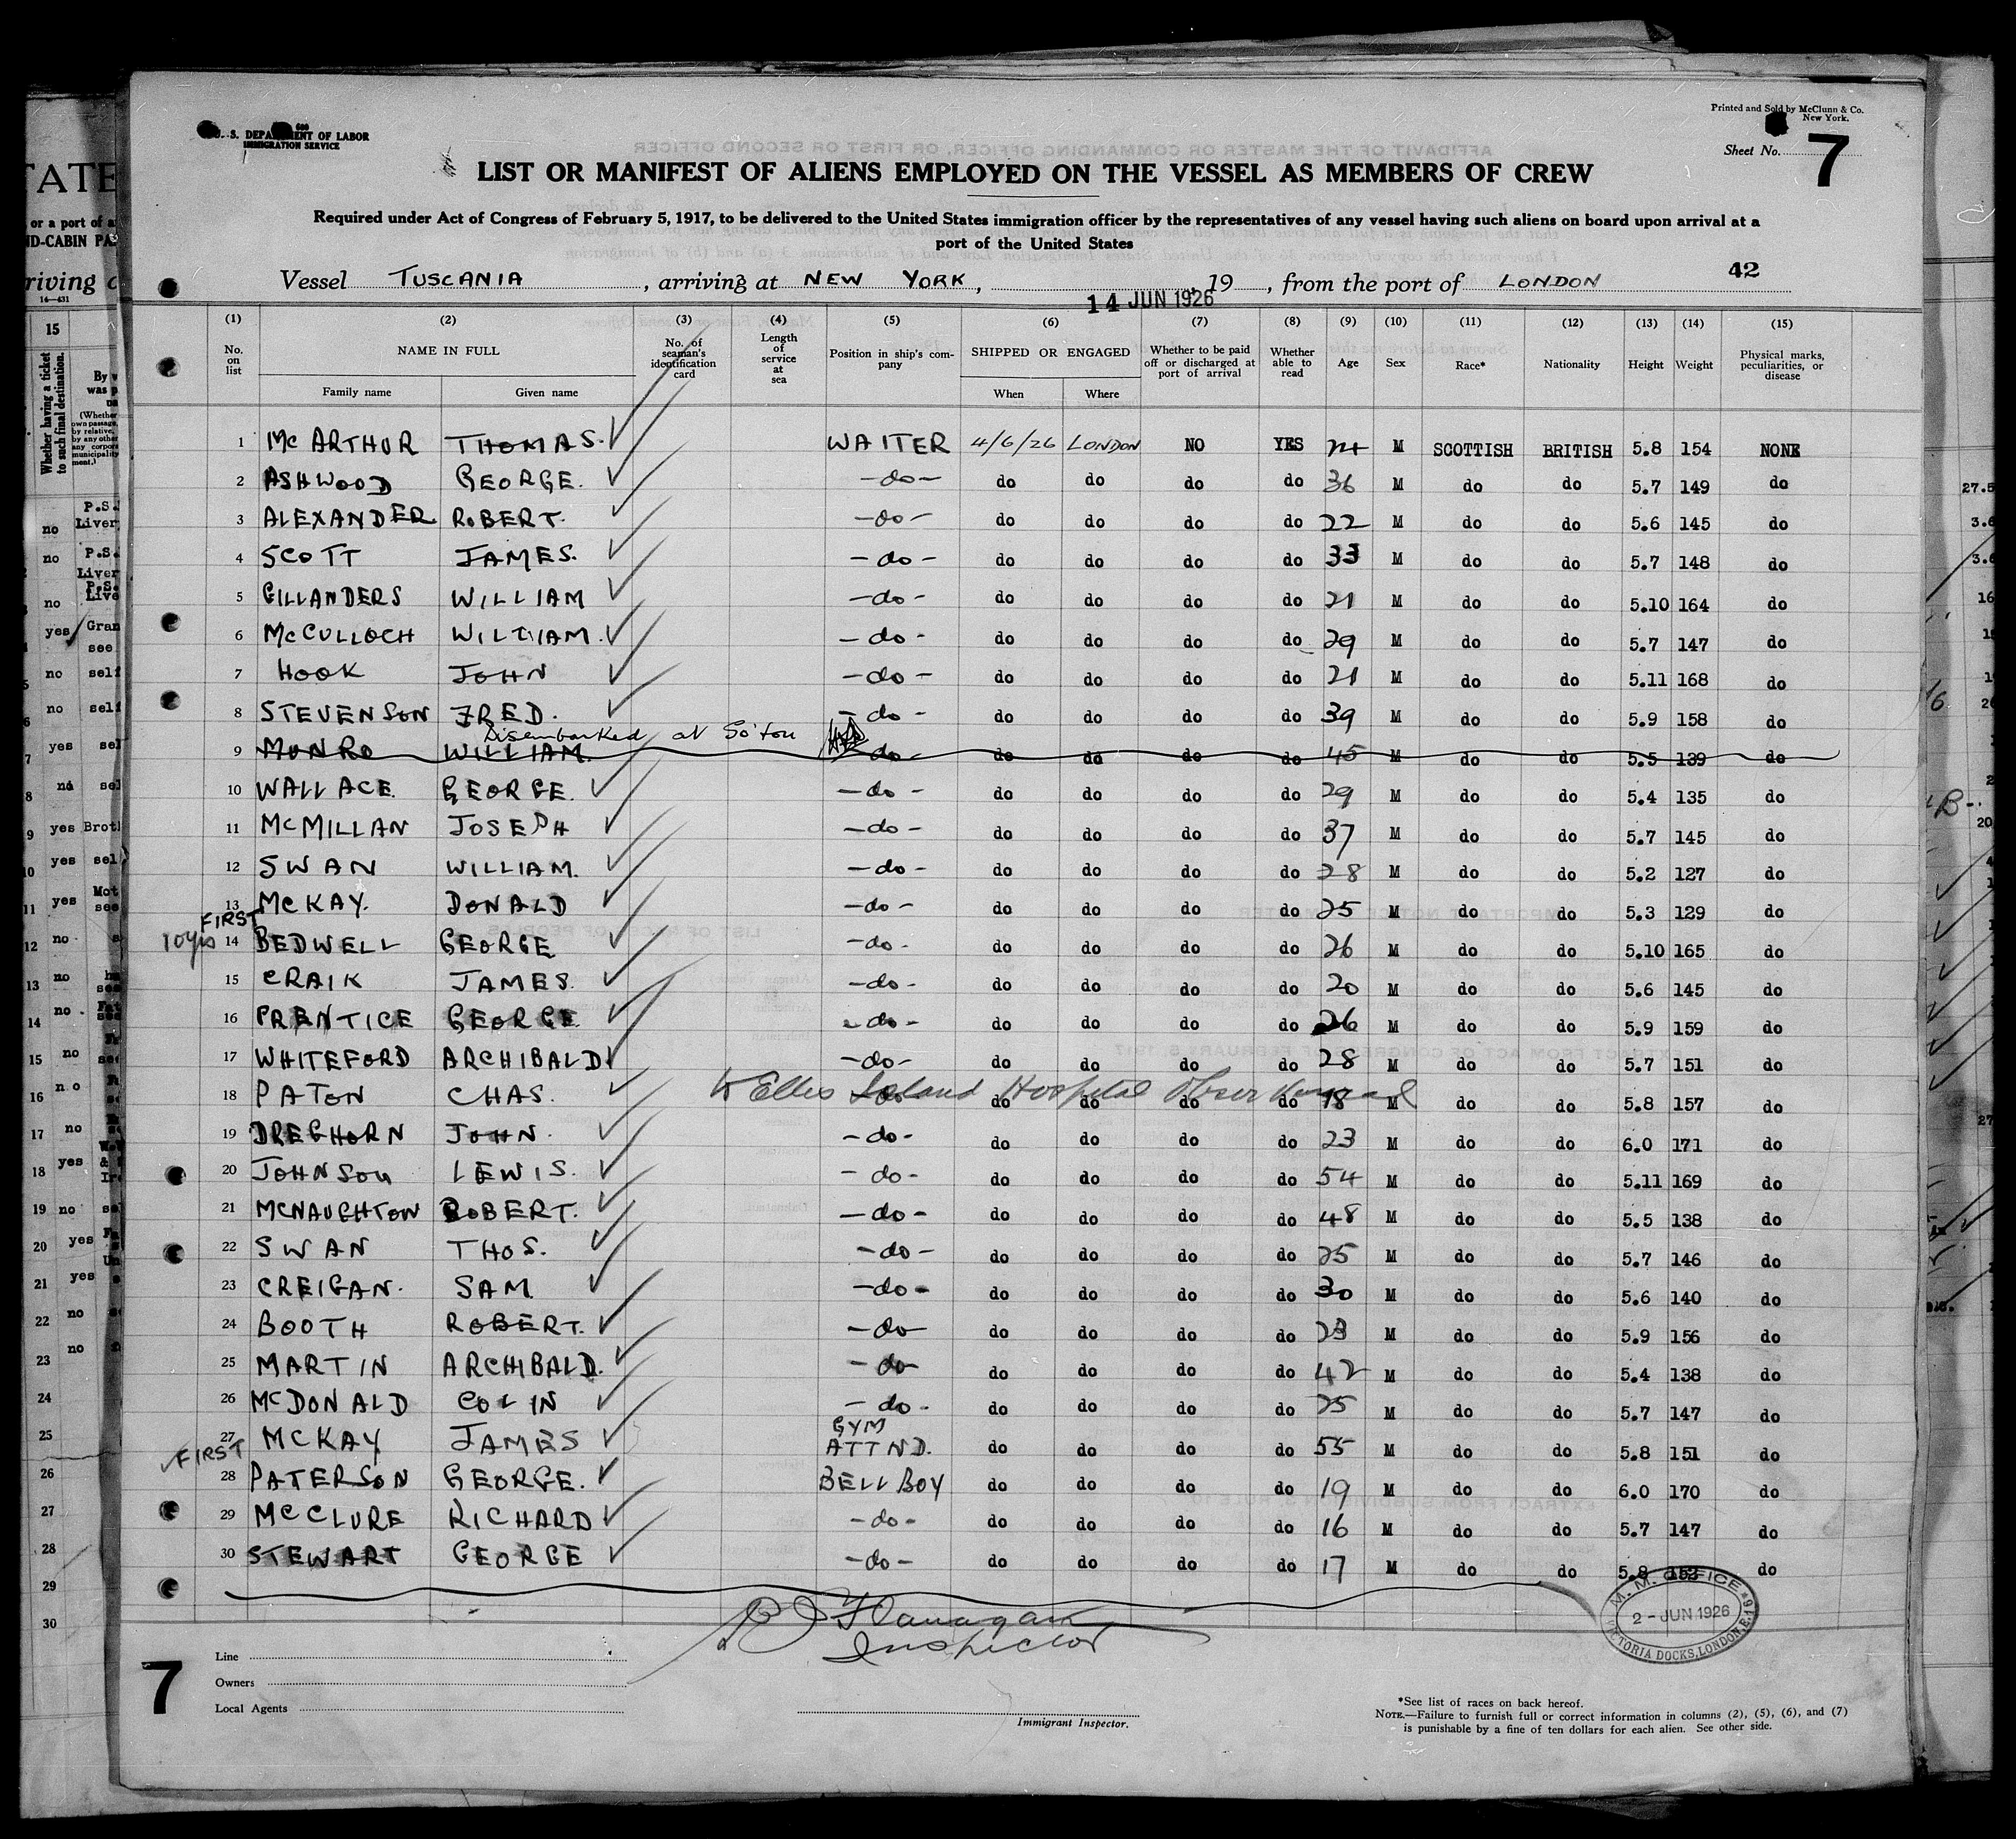 U. S. DEPARTMENT OF LABOR
IMMIGRATION SERVICE
Printed and Sold by McClunn & Co.
New York.
Sheet No. 7
LIST OR MANIFEST OF ALIENS EMPLOYED ON THE VESSEL AS MEMBERS OF CREW
Required under Act of Congress of February 5, 1917, to be delivered to the United States immigration officer by the representatives of any vessel having such aliens on board upon arrival at a
port of the United States
42
Vessel TUSCANIA, arriving at NEW YORK, 14 JUN 1926, 19 , from the port of LONDON
(1) (2) (3) (4) (5) (6) (7) (8) (9) (10) (11) (12) (13) (14) (15)
No. on list NAME IN FULL No. of seaman's identification card Length of service at sea Position in ship's company SHIPPED OR ENGAGED Whether to be paid off or discharged at port of arrival Whether able to read Age Sex Race* Nationality Height Weight Physical marks, peculiarities, or disease
Family name Given name When Where
1 McARTHUR THOMAS. WAITER 4/6/26 LONDON NO YES 24 M SCOTTISH BRITISH 5.8 154 NONE
2 ASHWOOD GEORGE. -do- do do do do 36 M do do 5.7 149 do
3 ALEXANDER ROBERT. -do- do do do do 22 M do do 5.6 145 do
4 SCOTT JAMES. -do- do do do do 33 M do do 5.7 148 do
5 GILLANDERS WILLIAM -do- do do do do 21 M do do 5.10 164 do
6 McCULLOCH WILLIAM. -do- do do do do 29 M do do 5.7 147 do
7 HOOK JOHN -do- do do do do 21 M do do 5.11 168 do
8 STEVENSON FRED. -do- do do do do 39 M do do 5.9 158 do
Disembarked at So'ton
9 MUNRO WILLIAM. -do- do do do do 45 M do do 5.5 139 do
10 WALLACE. GEORGE. -do- do do do do 29 M do do 5.4 135 do
11 McMILLAN JOSEPH -do- do do do do 37 M do do 5.7 145 do
12 SWAN WILLIAM. -do- do do do do 28 M do do 5.2 127 do
13 McKAY. DONALD -do- do do do do 25 M do do 5.3 129 do
FIRST
10yrs 14 BEDWELL GEORGE -do- do do do do 26 M do do 5.10 165 do
15 CRAIK JAMES. -do- do do do do 20 M do do 5.6 145 do
16 PRENTICE GEORGE. -do- do do do do 26 M do do 5.9 159 do
17 WHITEFORD ARCHIBALD -do- do do do do 28 M do do 5.7 151 do
Ellis Island Hospital
18 PATON CHAS. -do- do do do do 18 M do do 5.8 157 do
19 DREGHORN JOHN. -do- do do do do 23 M do do 6.0 171 do
20 JOHNSON LEWIS. -do- do do do do 54 M do do 5.11 169 do
21 MCNAUGHTON ROBERT. -do- do do do do 48 M do do 5.5 138 do
22 SWAN THOS. -do- do do do do 25 M do do 5.7 146 do
23 CREIGAN. SAM. -do- do do do do 30 M do do 5.6 140 do
24 BOOTH ROBERT. -do- do do do do 23 M do do 5.9 156 do
25 MARTIN ARCHIBALD. -do- do do do do 42 M do do 5.4 138 do
26 McDONALD COLIN -do- do do do do 25 M do do 5.7 147 do
27 McKAY JAMES GYM ATTND. do do do do 55 M do do 5.8 151 do
FIRST
28 PATERSON GEORGE. BELL BOY do do do do 19 M do do 6.0 170 do
29 McCLURE RICHARD -do- do do do do 16 M do do 5.7 147 do
30 STEWART GEORGE -do- do do do do 17 M do do 5.8 152 do
Flanagan
Inspector
M. M. OFFICE
2 - JUN 1926
VICTORIA DOCKS, LONDON, E.16
7
Line
Owners
Local Agents
Immigrant Inspector.
*See list of races on back hereof.
NOTE.—Failure to furnish full or correct information in columns (2), (5), (6), and (7)
is punishable by a fine of ten dollars for each alien. See other side.